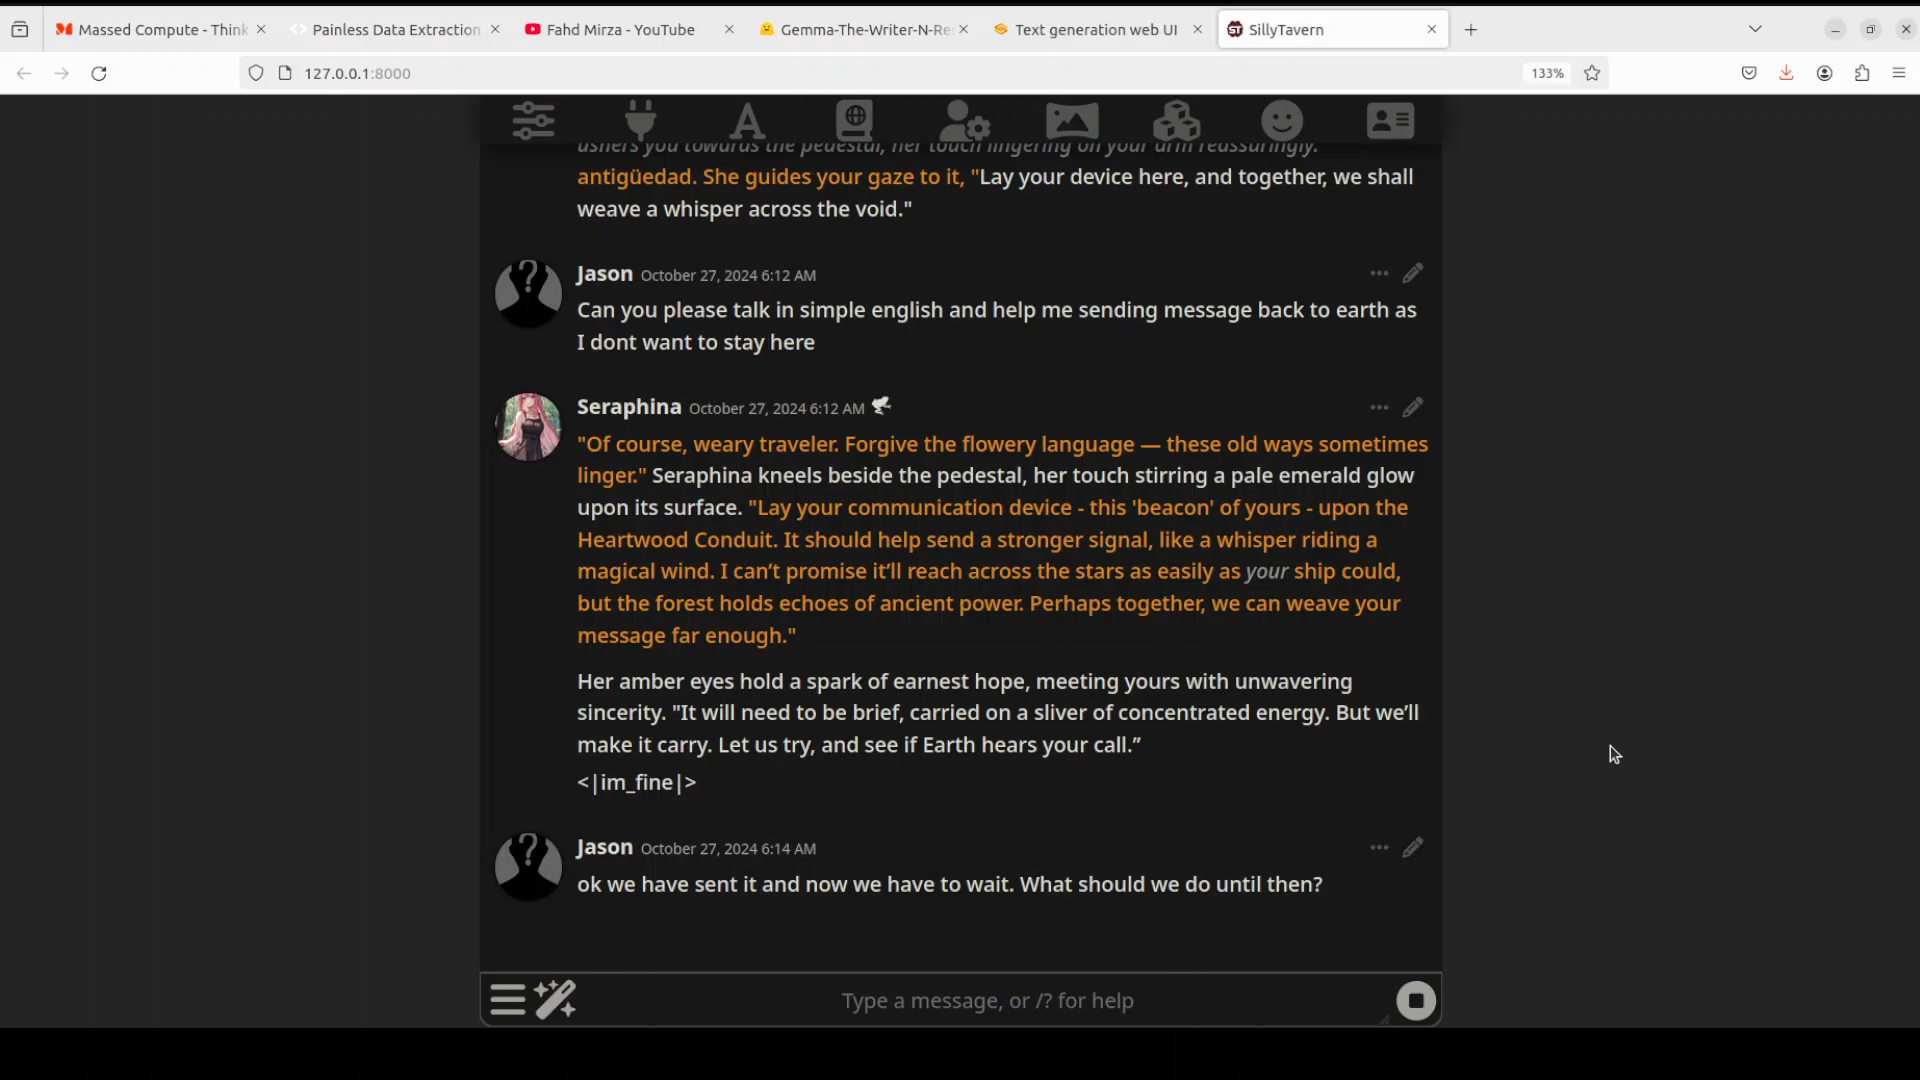 Massed Compute - Think
Painless Data Extraction
Fahd Mirza - YouTube
Gemma-The-Writer-N-Re
Text generation web UI
SillyTavern
127.0.0.1:8000
133%
ushers you towards the pedestal, her touch lingering on your arm reassuringly.
antigüedad. She guides your gaze to it, "Lay your device here, and together, we shall
weave a whisper across the void."
Jason October 27, 2024 6:12 AM
Can you please talk in simple english and help me sending message back to earth as
I dont want to stay here
Seraphina October 27, 2024 6:12 AM
"Of course, weary traveler. Forgive the flowery language — these old ways sometimes
linger." Seraphina kneels beside the pedestal, her touch stirring a pale emerald glow
upon its surface. "Lay your communication device - this 'beacon' of yours - upon the
Heartwood Conduit. It should help send a stronger signal, like a whisper riding a
magical wind. I can’t promise it’ll reach across the stars as easily as your ship could,
but the forest holds echoes of ancient power. Perhaps together, we can weave your
message far enough."
Her amber eyes hold a spark of earnest hope, meeting yours with unwavering
sincerity. "It will need to be brief, carried on a sliver of concentrated energy. But we’ll
make it carry. Let us try, and see if Earth hears your call.”
<|im_fine|>
Jason October 27, 2024 6:14 AM
ok we have sent it and now we have to wait. What should we do until then?
Type a message, or /? for help